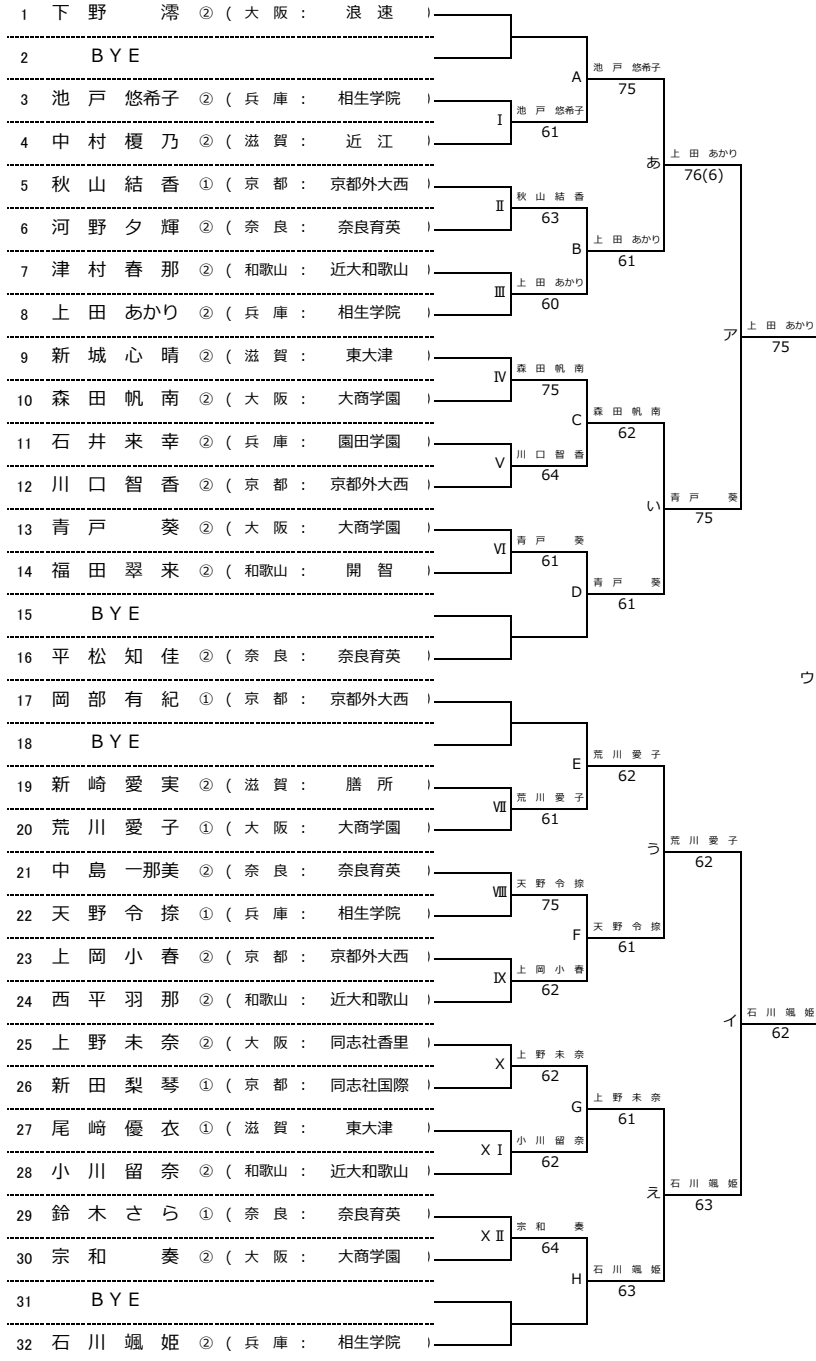 1 下野 澪 ② ( 大阪 : 浪速 )
2 BYE
3 池戸 悠希子 ② ( 兵庫 : 相生学院 )
4 中村榎乃 ② ( 滋賀 : 近江 )
5 秋山結香 ① ( 京都 : 京都外大西 )
6 河野夕輝 ② ( 奈良 : 奈良育英 )
7 津村春那 ② ( 和歌山 : 近大和歌山 )
8 上田 あかり ② ( 兵庫 : 相生学院 )
9 新城心晴 ② ( 滋賀 : 東大津 )
10 森田帆南 ② ( 大阪 : 大商学園 )
11 石井来幸 ② ( 兵庫 : 園田学園 )
12 川口智香 ② ( 京都 : 京都外大西 )
13 青戸 葵 ② ( 大阪 : 大商学園 )
14 福田翠来 ② ( 和歌山 : 開智 )
15 BYE
16 平松知佳 ② ( 奈良 : 奈良育英 )
17 岡部有紀 ① ( 京都 : 京都外大西 )
18 BYE
19 新崎愛実 ② ( 滋賀 : 膳所 )
20 荒川愛子 ① ( 大阪 : 大商学園 )
21 中島 一那美 ② ( 奈良 : 奈良育英 )
22 天野令捺 ① ( 兵庫 : 相生学院 )
23 上岡小春 ② ( 京都 : 京都外大西 )
24 西平羽那 ② ( 和歌山 : 近大和歌山 )
25 上野未奈 ② ( 大阪 : 同志社香里 )
26 新田梨琴 ① ( 京都 : 同志社国際 )
27 尾﨑優衣 ① ( 滋賀 : 東大津 )
28 小川留奈 ② ( 和歌山 : 近大和歌山 )
29 鈴木さら ① ( 奈良 : 奈良育英 )
30 宗和 奏 ② ( 大阪 : 大商学園 )
31 BYE
32 石川颯姫 ② ( 兵庫 : 相生学院 )
Ⅰ 池戸 悠希子
61
Ⅱ 秋山結香
63
Ⅲ 上田 あかり
60
Ⅳ 森田帆南
75
Ⅴ 川口智香
64
Ⅵ 青戸 葵
61
Ⅶ 荒川愛子
61
Ⅷ 天野令捺
75
Ⅸ 上岡小春
62
Ⅹ 上野未奈
62
ⅩⅠ 小川留奈
62
ⅩⅡ 宗和 奏
64
A 池戸 悠希子
75
B 上田 あかり
61
C 森田帆南
62
D 青戸 葵
61
E 荒川愛子
62
F 天野令捺
61
G 上野未奈
61
H 石川颯姫
63
あ 上田 あかり
76(6)
い 青戸 葵
75
う 荒川愛子
62
え 石川颯姫
63
ア 上田 あかり
75
イ 石川颯姫
62
ウ